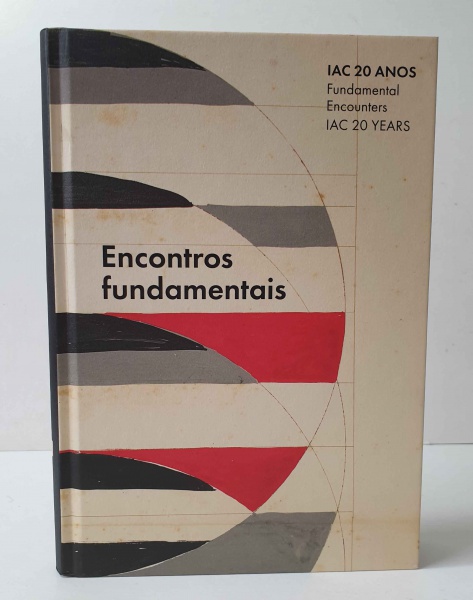 IAC 20 ANOS
Fundamental
Encounters
IAC 20 YEARS
Encontros
fundamentais